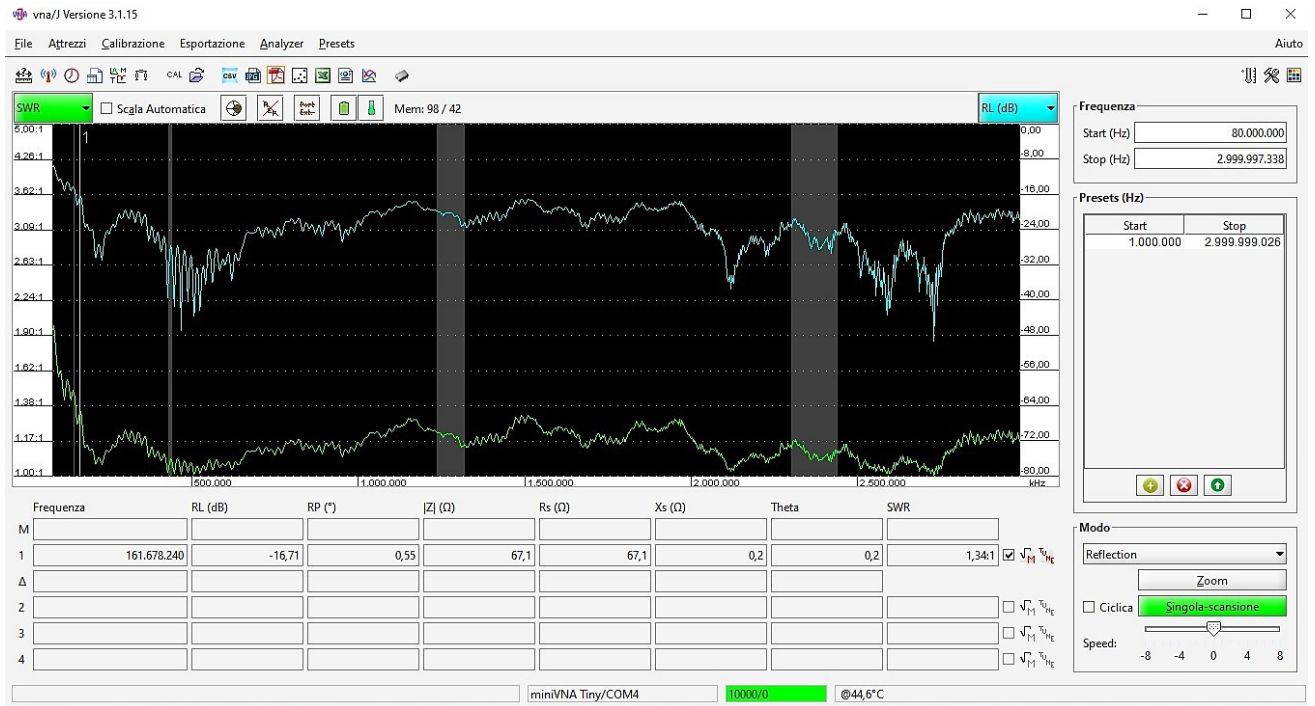 vna/J Versione 3.1.15
File Attrezzi Calibrazione Esportazione Analyzer Presets Aiuto
CAL CSV
SWR Scala Automatica Port Ext. Mem: 98 / 42 RL (dB)
5,00:1 1 0,00
4.26:1 -8,00
3.62:1 -16,00
3.09:1 -24,00
2.63:1 -32,00
2.24:1 -40,00
1.90:1 -48,00
1.62:1 -56,00
1.38:1 -64,00
1.17:1 -72,00
1.00:1 -80,00
500.000 1.000.000 1.500.000 2.000.000 2.500.000 kHz
Frequenza RL (dB) RP (°) |Z| (Ω) Rs (Ω) Xs (Ω) Theta SWR
M
1 161.678.240 -16,71 0,55 67,1 67,1 0,2 0,2 1,34:1
Δ
2
3
4
Frequenza
Start (Hz) 80.000.000
Stop (Hz) 2.999.997.338
Presets (Hz)
Start Stop
1.000.000 2.999.999.026
Modo
Reflection
Zoom
Ciclica Singola-scansione
Speed:
-8 -4 0 4 8
miniVNA Tiny/COM4 10000/0 @44,6°C